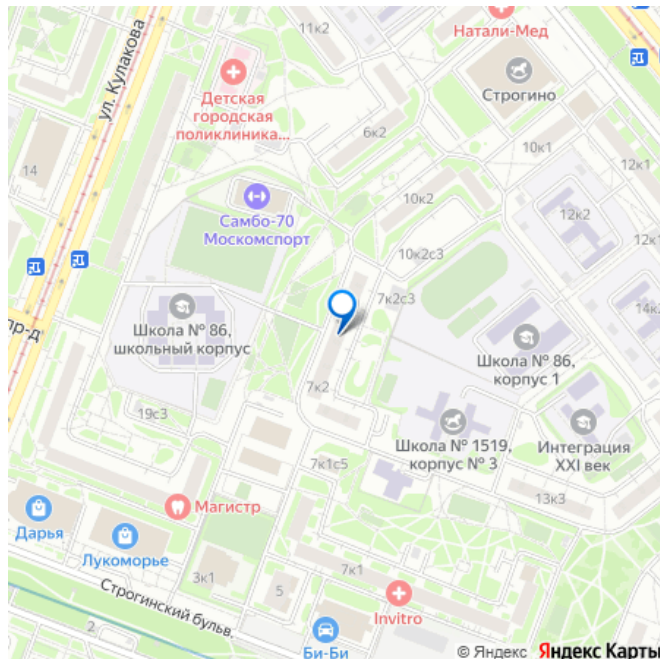 11к2
Натали-Мед
ул. Кулакова
Детская
городская
поликлиника...
Строгино
14
6к2
10к1
12к1
12к2
10к2
Самбо-70
Москомспорт
10к2с3
7к2с3
14к2
пр-д
Школа № 86,
школьный корпус
Школа № 86,
корпус 1
7к2
19с3
Школа № 1519,
корпус № 3
Интеграция
XXI век
7к1с5
13к3
Магистр
Дарья
Лукоморье
3к1
5
7к1
Invitro
Строгинский бульв.
2
Би-Би
© Яндекс Яндекс Карты